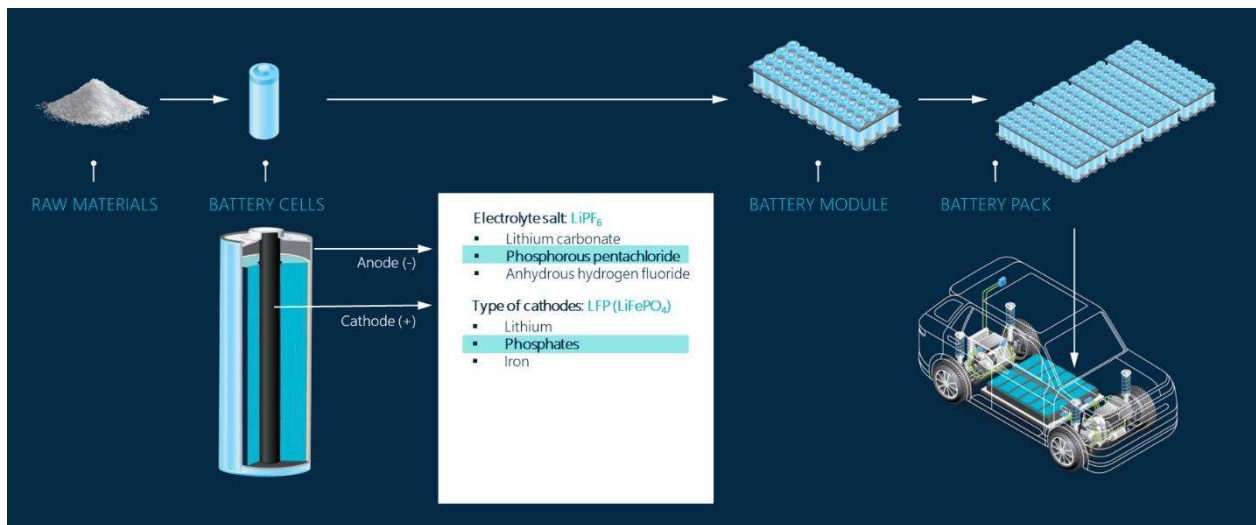 RAW MATERIALS
BATTERY CELLS
BATTERY MODULE
BATTERY PACK
Anode (-)
Cathode (+)
Electrolyte salt: LiPF₆
▪ Lithium carbonate
▪ Phosphorous pentachloride
▪ Anhydrous hydrogen fluoride
Type of cathodes: LFP (LiFePO₄)
▪ Lithium
▪ Phosphates
▪ Iron